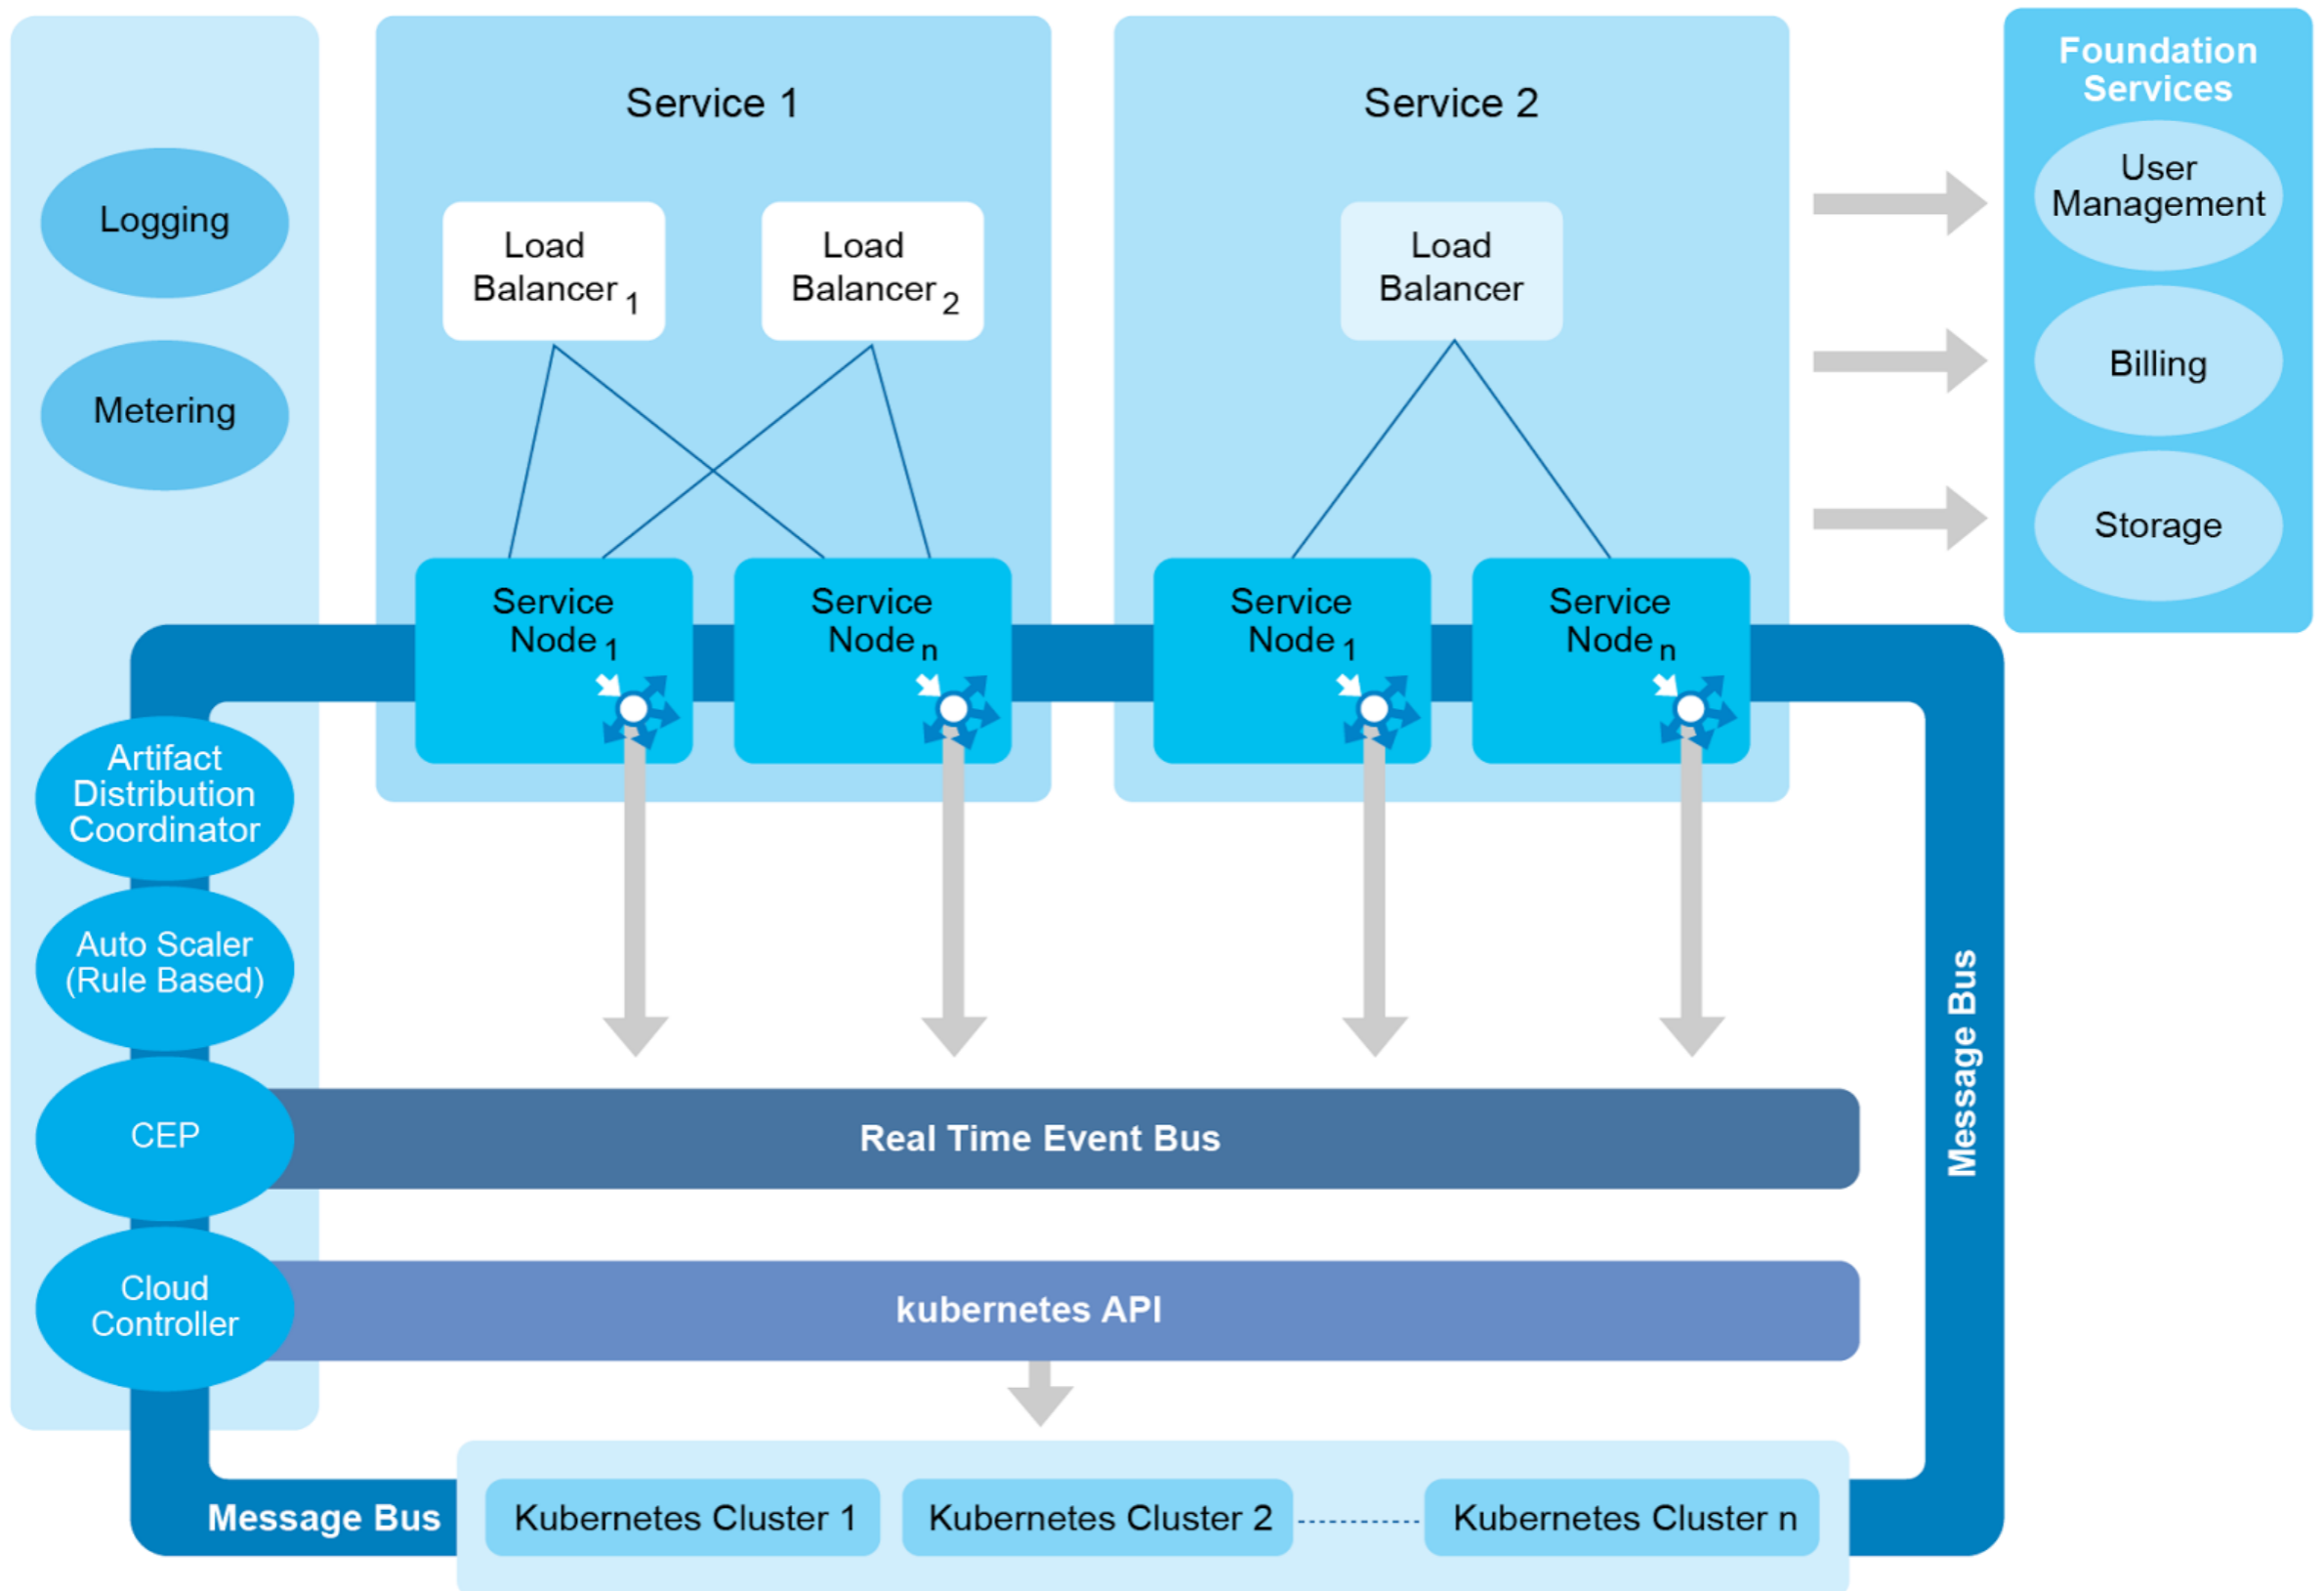 Logging
Metering
Artifact
Distribution
Coordinator
Auto Scaler
(Rule Based)
CEP
Cloud
Controller
Service 1
Load
Balancer 1
Load
Balancer 2
Service
Node 1
Service
Node n
Service 2
Load
Balancer
Service
Node 1
Service
Node n
Foundation
Services
User
Management
Billing
Storage
Real Time Event Bus
kubernetes API
Message Bus
Message Bus
Kubernetes Cluster 1
Kubernetes Cluster 2
Kubernetes Cluster n